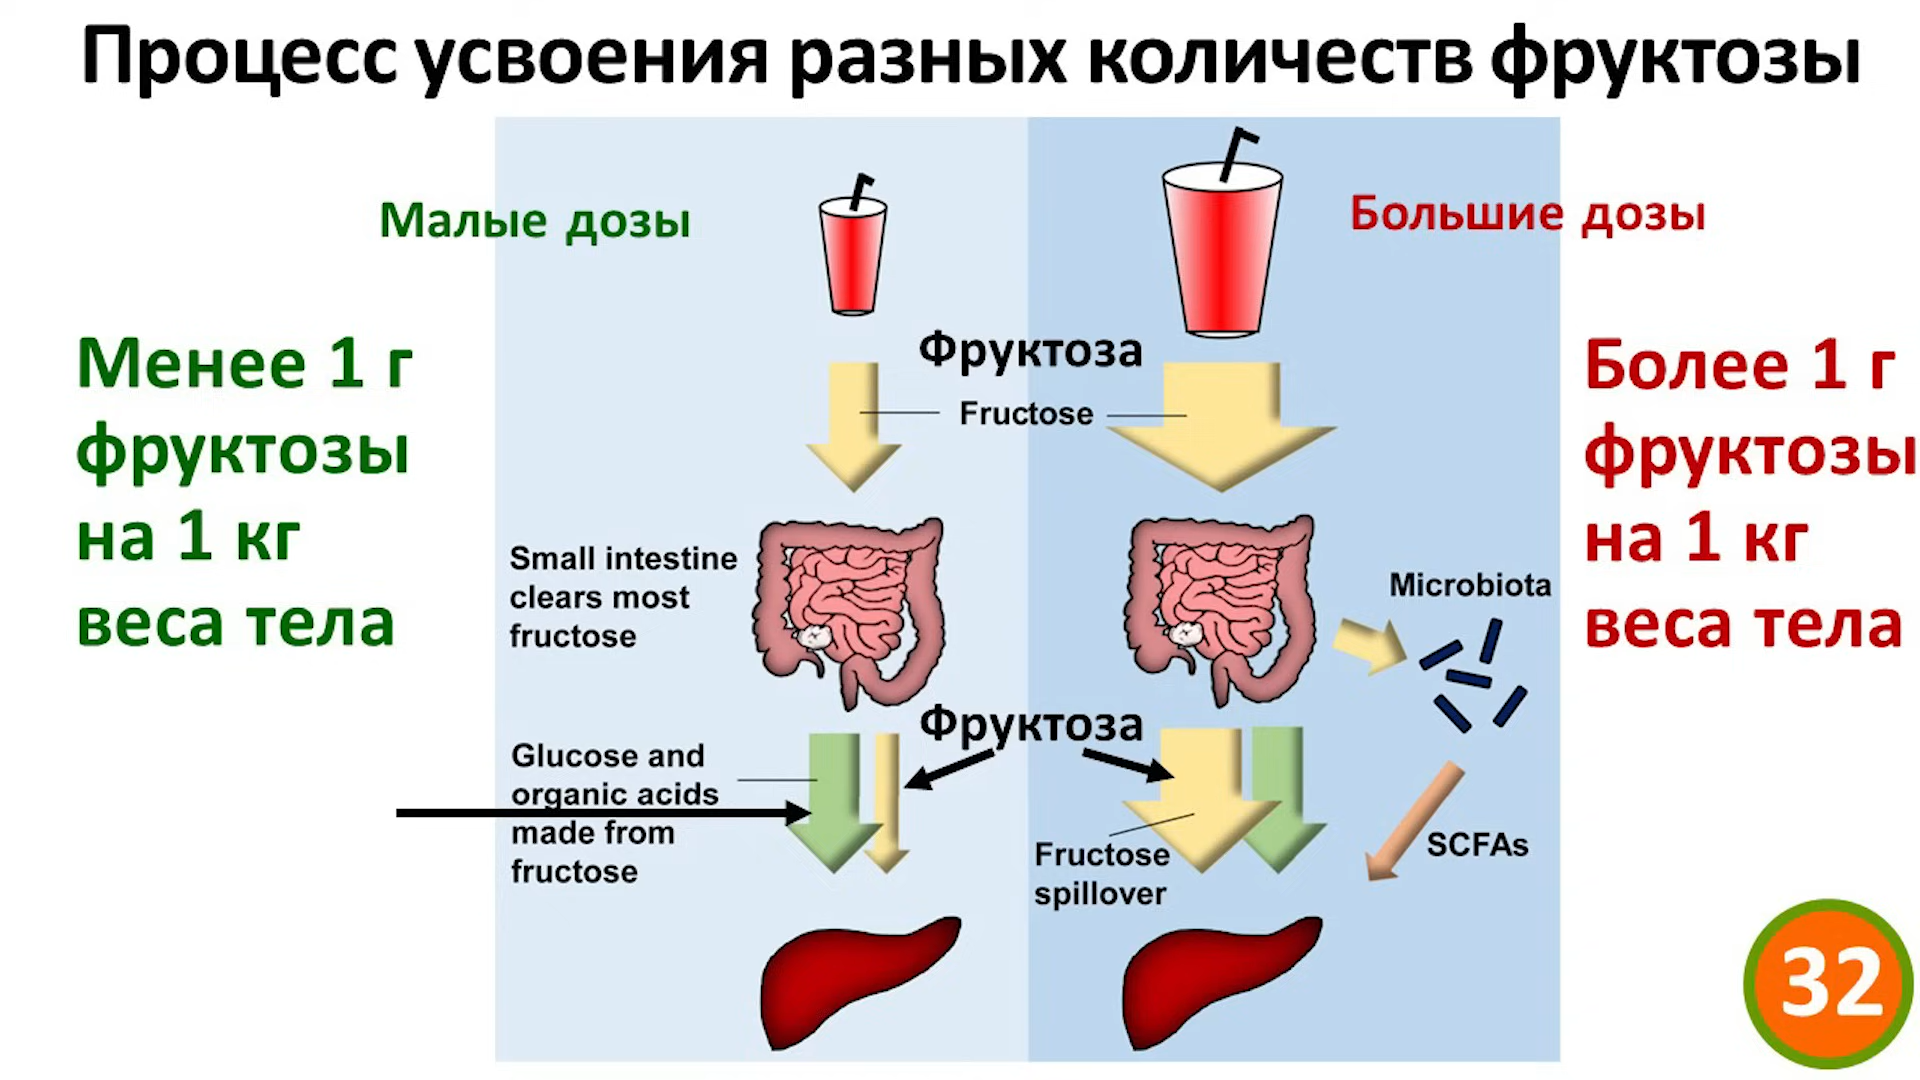 Процесс усвоения разных количеств фруктозы
Малые дозы
Большие дозы
Менее 1 г
фруктозы
на 1 кг
веса тела
Фруктоза
Fructose
Более 1 г
фруктозы
на 1 кг
веса тела
Small intestine
clears most
fructose
Microbiota
Фруктоза
Glucose and
organic acids
made from
fructose
Fructose
spillover
SCFAs
32